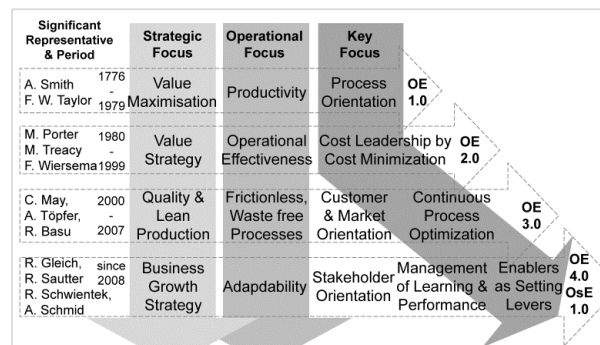 Significant Representative & Period
Strategic Focus
Operational Focus
Key Focus
A. Smith
F. W. Taylor
1776
-
1979
Value Maximisation
Productivity
Process Orientation
OE 1.0
M. Porter
M. Treacy
F. Wiersema
1980
-
1999
Value Strategy
Operational Effectiveness
Cost Leadership by Cost Minimization
OE 2.0
C. May,
A. Töpfer,
R. Basu
2000
-
2007
Quality & Lean Production
Frictionless, Waste free Processes
Customer & Market Orientation
Continuous Process Optimization
OE 3.0
R. Gleich,
R. Sautter
R. Schwientek,
A. Schmid
since 2008
Business Growth Strategy
Adapdability
Stakeholder Orientation
Management of Learning & Performance
Enablers as Setting Levers
OE 4.0
OsE 1.0